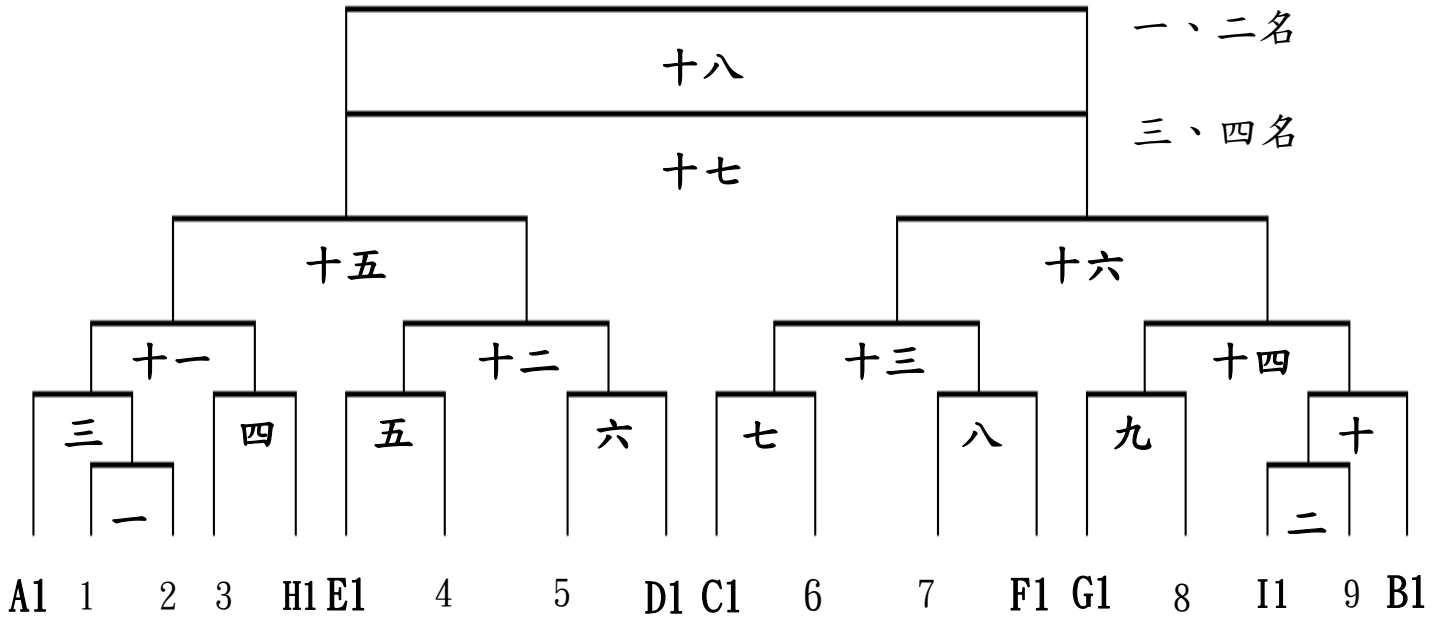 一、二名
十八
三、四名
十七
十五 十六
十一 十二 十三 十四
三 四 五 六 七 八 九 十
一 二
A1 1 2 3 H1 E1 4 5 D1 C1 6 7 F1 G1 8 I1 9 B1